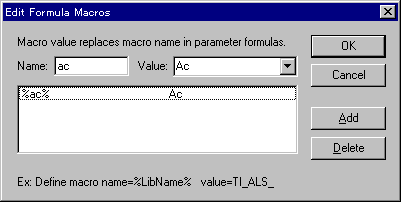 Edit Formula Macros
Macro value replaces macro name in parameter formulas.
Name: ac Value: Ac
%ac% Ac
OK
Cancel
Add
Delete
Ex: Define macro name=%LibName% value=TI_ALS_